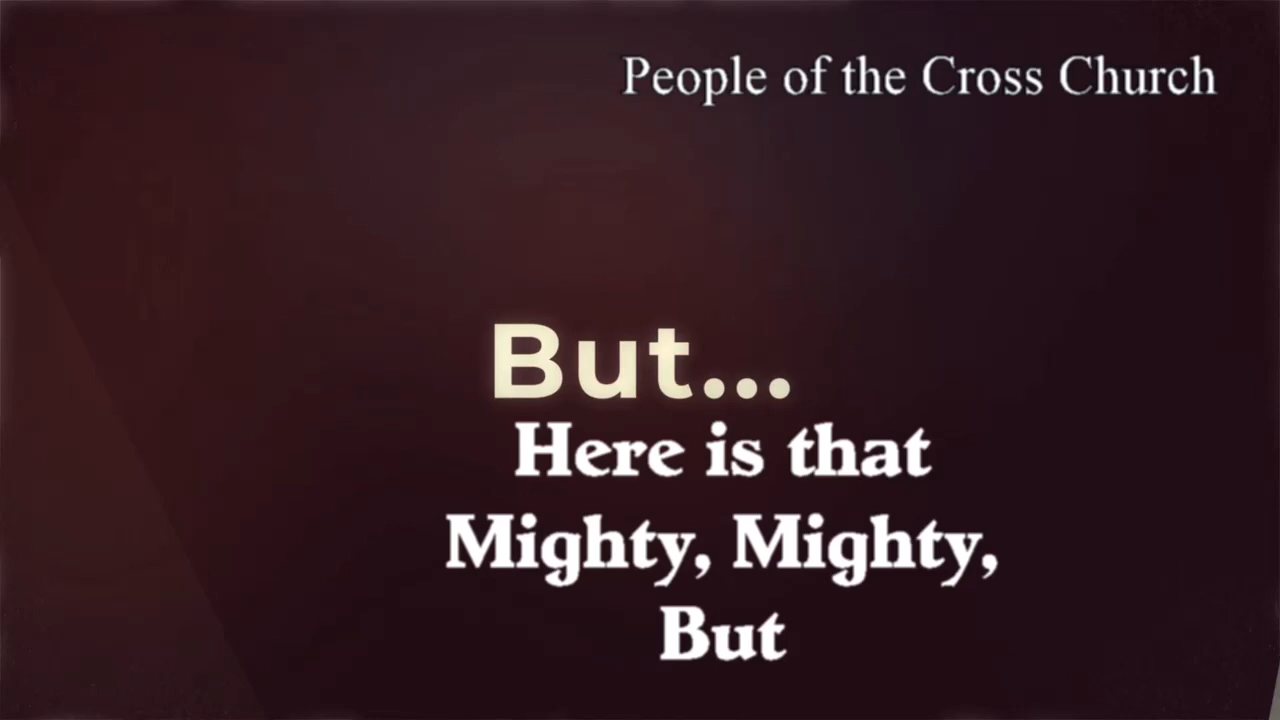 People of the Cross Church
But...
Here is that
Mighty, Mighty,
But